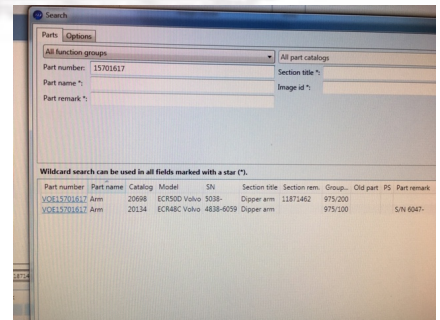 Search
Parts Options
All function groups
All part catalogs
Part number: 15701617
Section title *:
Part name *:
Image id *:
Part remark *:
Wildcard search can be used in all fields marked with a star (*).
Part number Part name Catalog Model SN Section title Section rem. Group.. Old part PS Part remark
VOE15701617 Arm 20698 ECR50D Volvo 5038- Dipper arm 11871462 975/200
VOE15701617 Arm 20134 ECR48C Volvo 4838-6059 Dipper arm 975/100 S/N 6047-